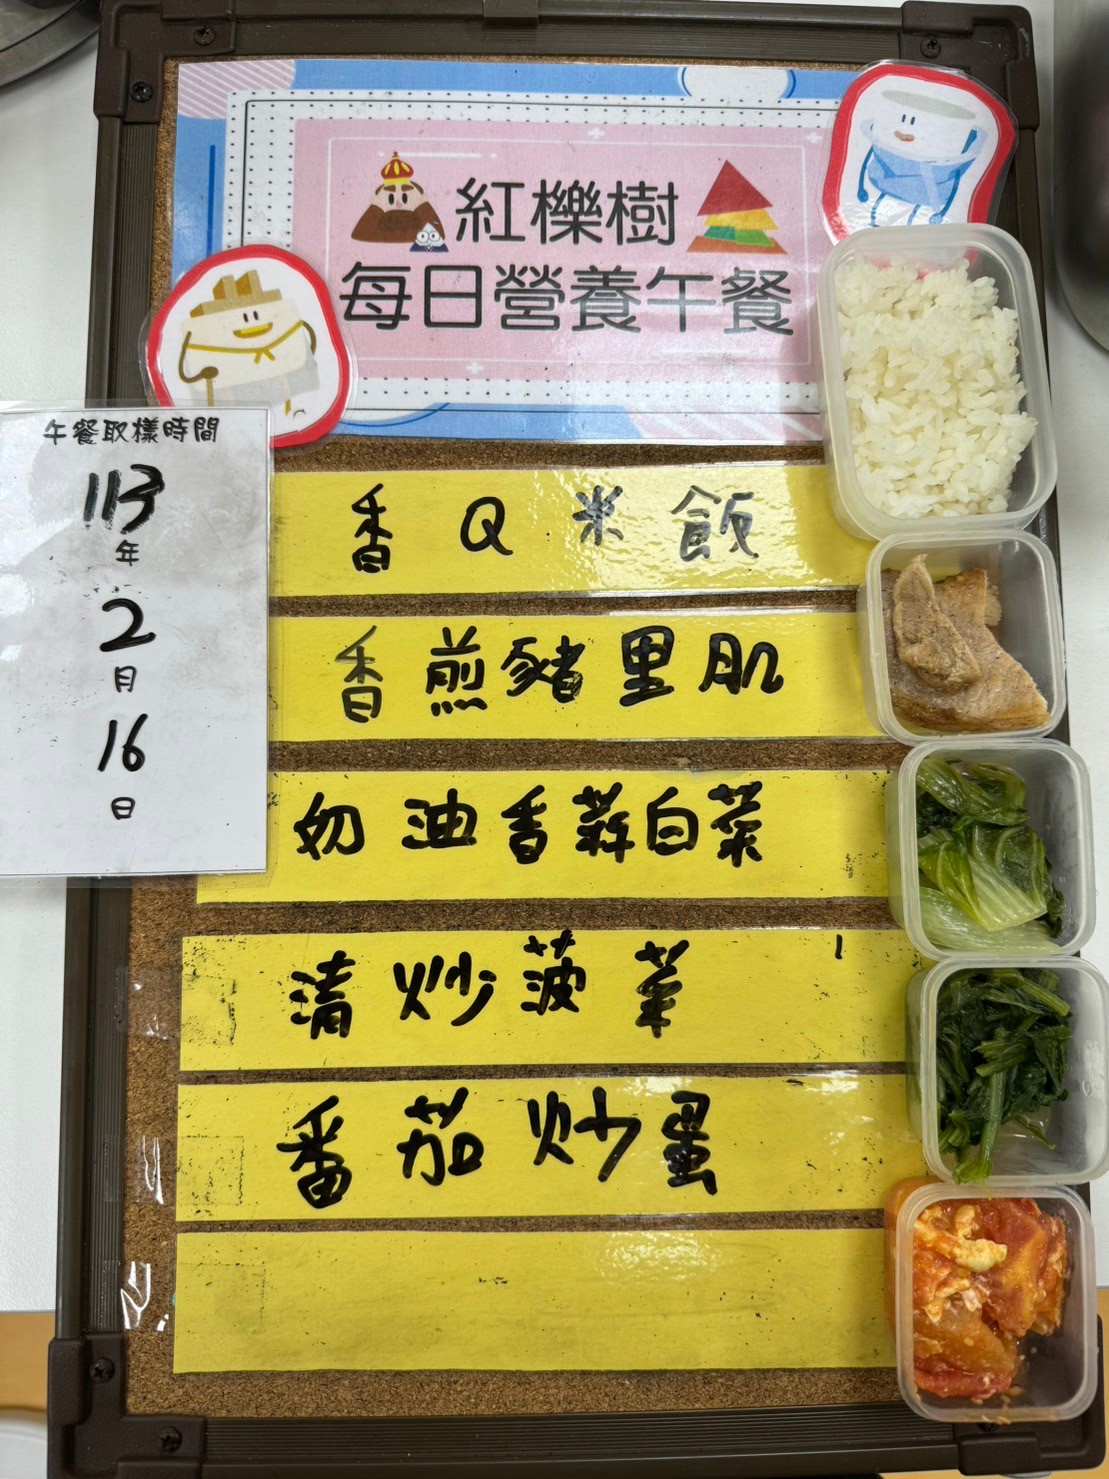 紅櫟樹
每日營養午餐
午餐取樣時間
113
年
2
月
16
日
香Q米飯
香煎豬里肌
奶油香蒜白菜
清炒菠菜
番茄炒蛋